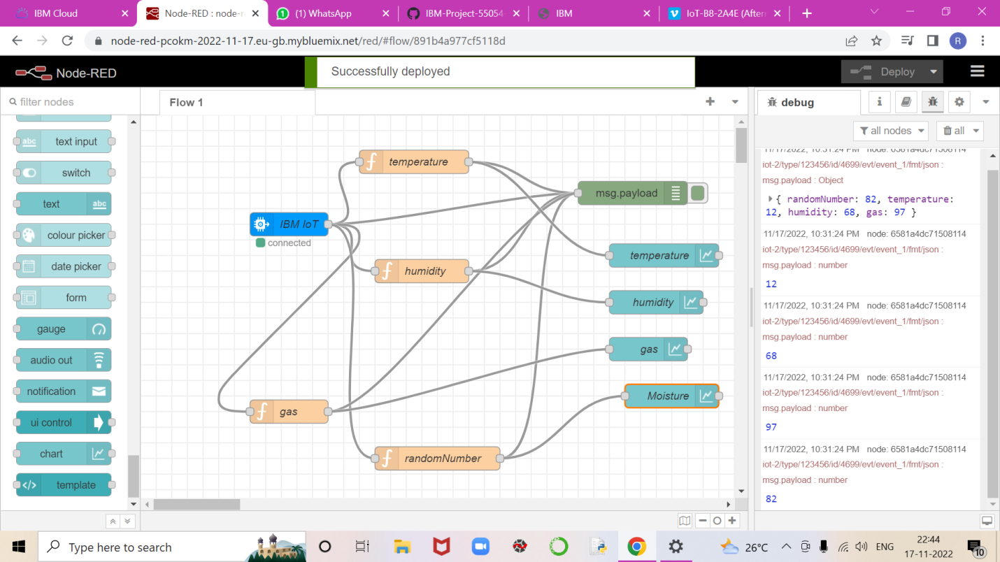 IBM Cloud
Node-RED : node-r
(1) WhatsApp
IBM-Project-55054-
IBM
IoT-B8-2A4E (Aftern
node-red-pcokm-2022-11-17.eu-gb.mybluemix.net/red/#flow/891b4a977cf5118d
R
Node-RED
Successfully deployed
Deploy
filter nodes
Flow 1
debug
all nodes
all
abc text input
switch
text abc
colour picker
date picker
form
gauge
audio out
notification
ui control
chart
template
temperature
msg.payload
IBM IoT
connected
temperature
humidity
humidity
gas
Moisture
gas
randomNumber
11/17/2022, 10:31:24 PM node: 6581a4dc71508114
iot-2/type/123456/id/4699/evt/event_1/fmt/json :
msg.payload : Object
{ randomNumber: 82, temperature:
12, humidity: 68, gas: 97 }
11/17/2022, 10:31:24 PM node: 6581a4dc71508114
iot-2/type/123456/id/4699/evt/event_1/fmt/json :
msg.payload : number
12
11/17/2022, 10:31:24 PM node: 6581a4dc71508114
iot-2/type/123456/id/4699/evt/event_1/fmt/json :
msg.payload : number
68
11/17/2022, 10:31:24 PM node: 6581a4dc71508114
iot-2/type/123456/id/4699/evt/event_1/fmt/json :
msg.payload : number
97
11/17/2022, 10:31:24 PM node: 6581a4dc71508114
iot-2/type/123456/id/4699/evt/event_1/fmt/json :
msg.payload : number
82
Type here to search
26°C
ENG
22:44
17-11-2022
10